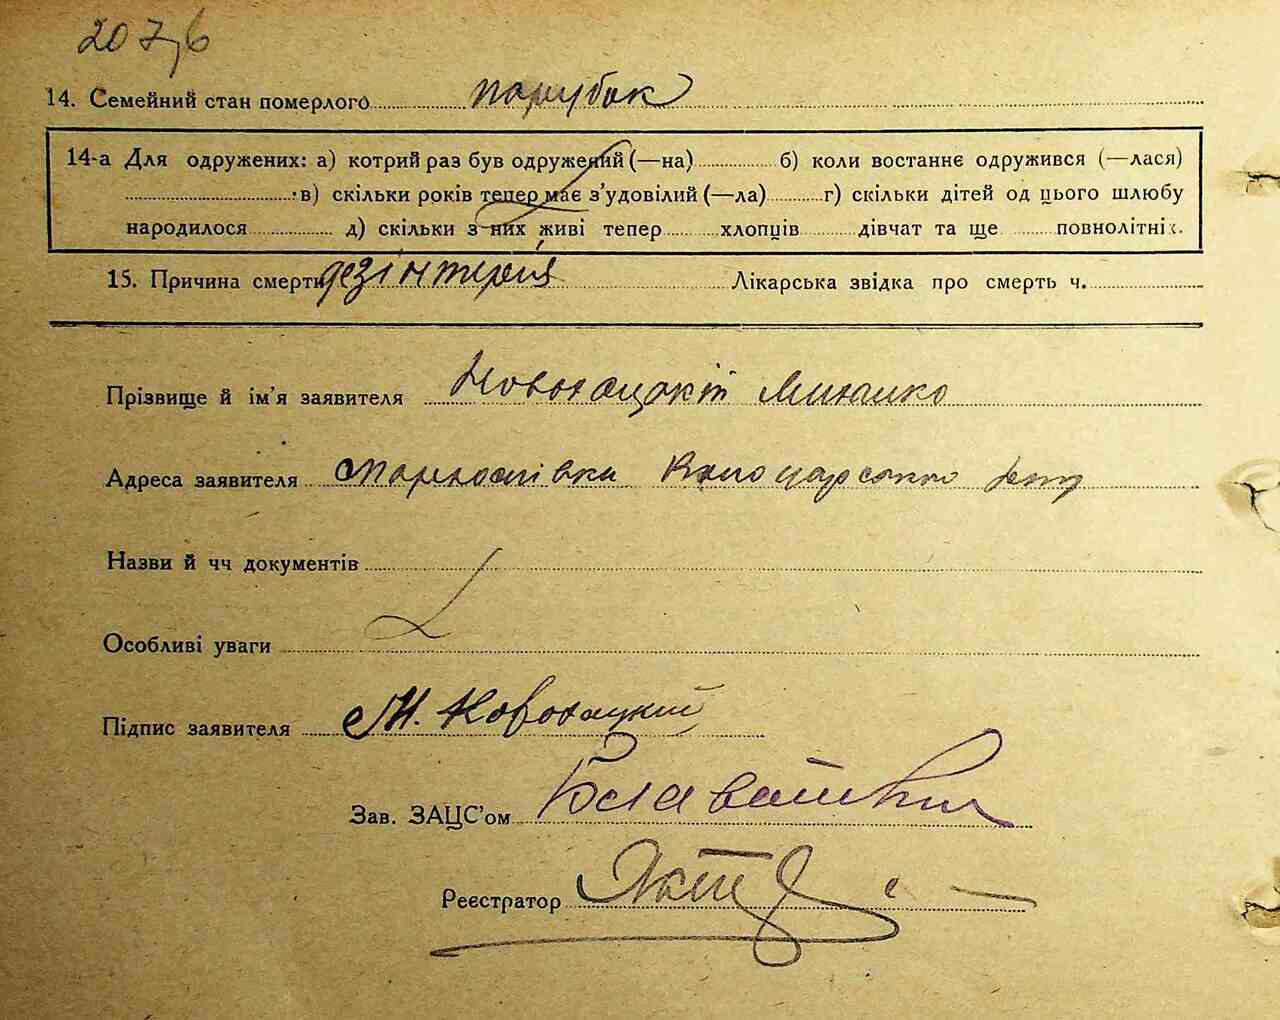 207,6
14. Семейний стан померлого парубок
14-а Для одружених: а) котрий раз був одружений (—на) б) коли востаннє одружився (—лася)
в) скільки років тепер має з'удовілий (—ла) г) скільки дітей од цього шлюбу
народилося д) скільки з них живі тепер хлопців дівчат та ще повнолітніх.
15. Причина смерти дезінтерія Лікарська звідка про смерть ч.
Прізвище й ім'я заявителя
Адреса заявителя
Назви й чч документів
Особливі уваги
Підпис заявителя М.
Зав. ЗАЦС'ом
Реєстратор